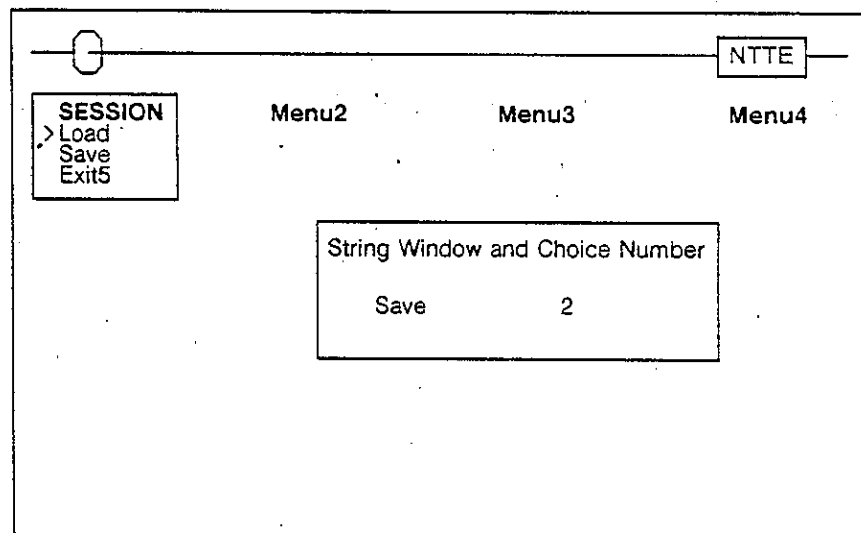 NTTE
SESSION Menu2 Menu3 Menu4
>Load
Save
Exit5
String Window and Choice Number
Save 2